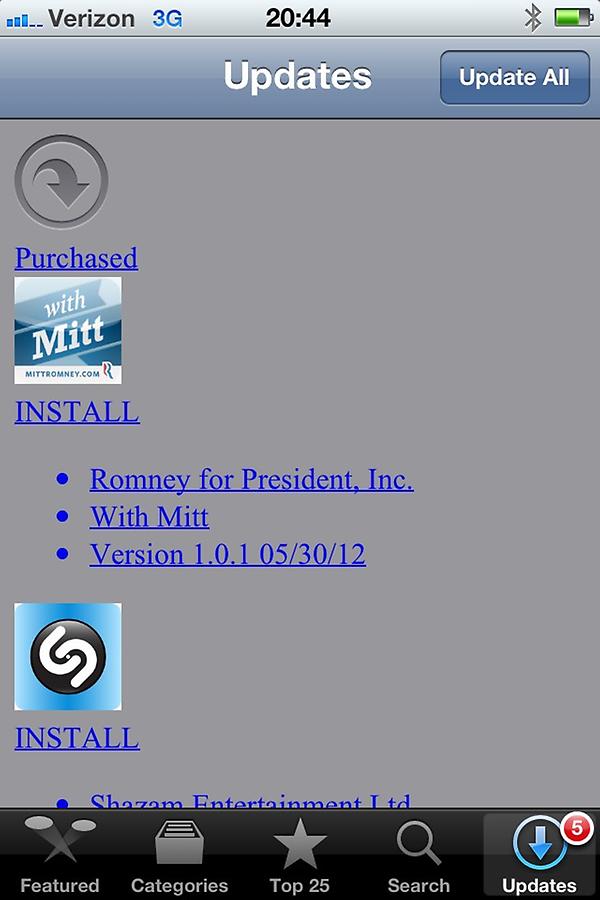 Verizon 3G 20:44
Updates Update All
Purchased
with
Mitt
MITTROMNEY.COM
INSTALL
Romney for President, Inc.
With Mitt
Version 1.0.1 05/30/12
INSTALL
Shazam Entertainment Ltd.
5
Featured Categories Top 25 Search Updates